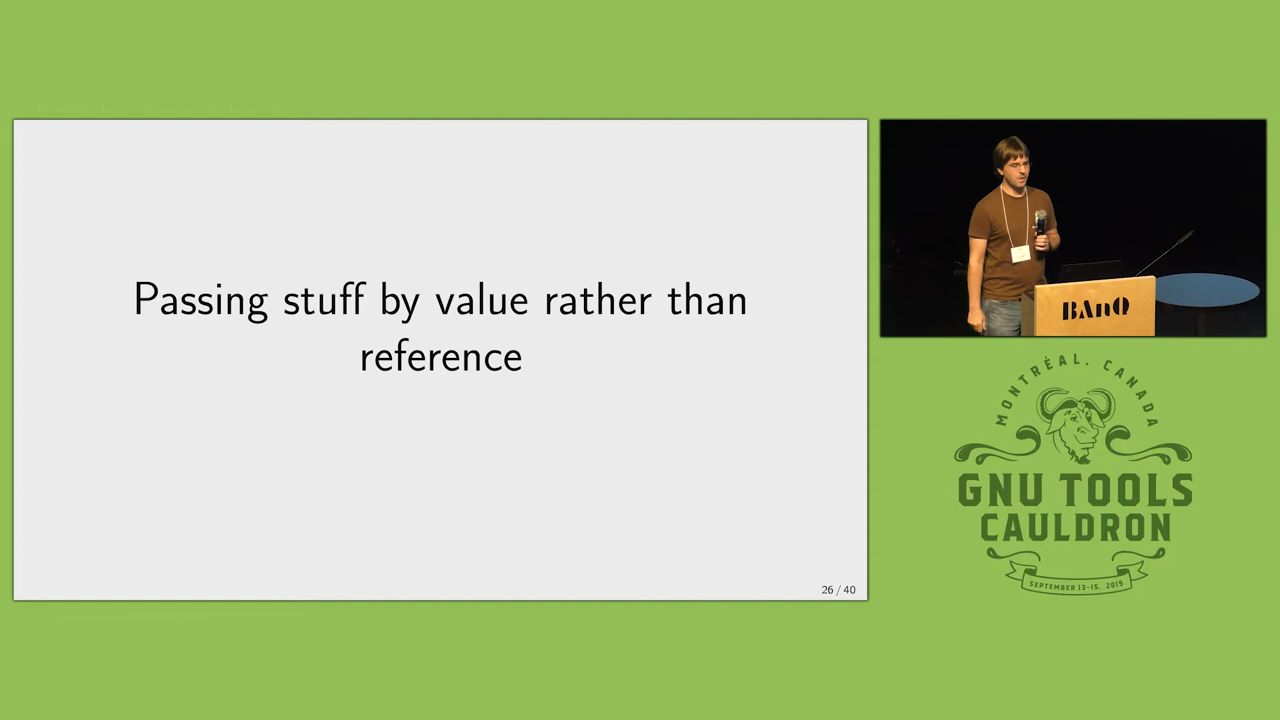 Passing stuff by value rather than
reference
26 / 40
BAnQ
MONTRÉAL, CANADA
GNU TOOLS
CAULDRON
SEPTEMBER 13-15, 2019